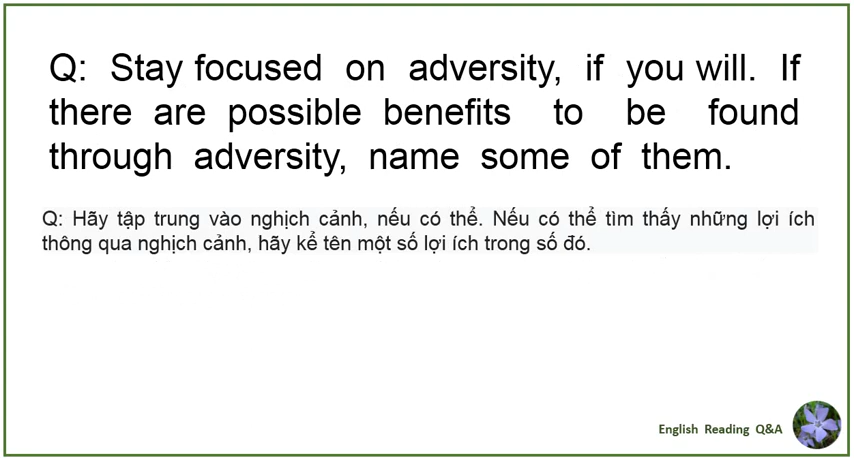 Q: Stay focused on adversity, if you will. If
there are possible benefits to be found
through adversity, name some of them.
Q: Hãy tập trung vào nghịch cảnh, nếu có thể. Nếu có thể tìm thấy những lợi ích
thông qua nghịch cảnh, hãy kể tên một số lợi ích trong số đó.
English Reading Q&A